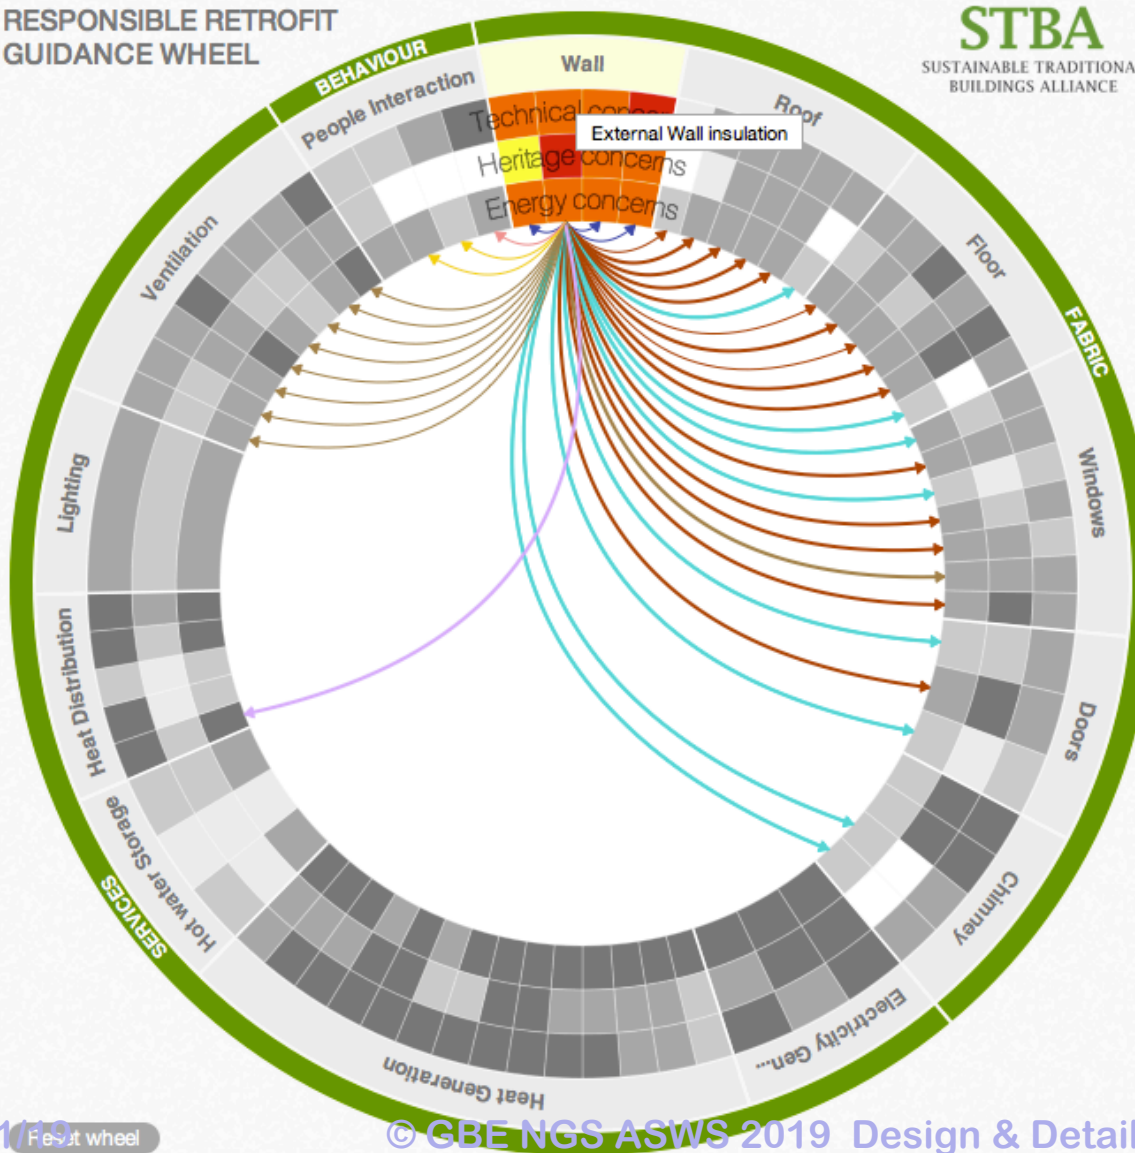 RESPONSIBLE RETROFIT
GUIDANCE WHEEL
STBA
SUSTAINABLE TRADITIONA
BUILDINGS ALLIANCE
BEHAVIOUR
People Interaction
Wall
Roof
Technical
External Wall insulation
Heritage concerns
Energy concerns
Ventilation
Floor
FABRIC
Lighting
Windows
Heat Distribution
Doors
Hot water Storage
Chimney
SERVICES
Electricity Gen...
Heat Generation
Reset wheel
1/19
© GBE NGS ASWS 2019 Design & Detail